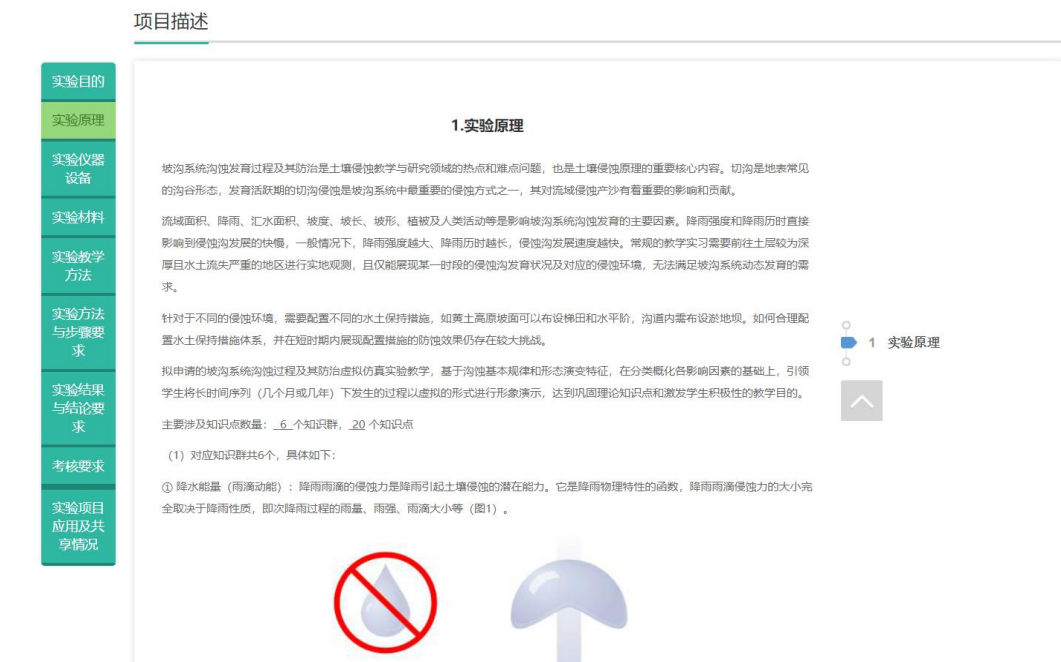 项目描述
实验目的
实验原理
实验仪器
设备
实验材料
实验教学
方法
实验方法
与步骤要
求
实验结果
与结论要
求
考核要求
实验项目
应用及共
享情况
1.实验原理
坡沟系统沟蚀发育过程及其防治是土壤侵蚀教学与研究领域的热点和难点问题，也是土壤侵蚀原理的重要核心内容。切沟是地表常见
的沟谷形态，发育活跃期的切沟侵蚀是坡沟系统中最重要的侵蚀方式之一，其对流域侵蚀产沙有着重要的影响和贡献。
流域面积、降雨、汇水面积、坡度、坡长、坡形、植被及人类活动等是影响坡沟系统沟蚀发育的主要因素。降雨强度和降雨历时直接
影响到侵蚀沟发展的快慢，一般情况下，降雨强度越大、降雨历时越长，侵蚀沟发展速度越快。常规的教学实习需要前往土层较为深
厚且水土流失严重的地区进行实地观测，且仅能展现某一时段的侵蚀沟发育状况及对应的侵蚀环境，无法满足坡沟系统动态发育的需
求。
针对于不同的侵蚀环境，需要配置不同的水土保持措施，如黄土高原坡面可以布设梯田和水平阶，沟道内需布设淤地坝。如何合理配
置水土保持措施体系，并在短时期内展现配置措施的防蚀效果仍存在较大挑战。
拟申请的坡沟系统沟蚀过程及其防治虚拟仿真实验教学，基于沟蚀基本规律和形态演变特征，在分类概化各影响因素的基础上，引领
学生将长时间序列（几个月或几年）下发生的过程以虚拟的形式进行形象演示，达到巩固理论知识点和激发学生积极性的教学目的。
主要涉及知识点数量： 6 个知识群， 20 个知识点
（1）对应知识群共6个，具体如下：
① 降水能量（雨滴动能）：降雨雨滴的侵蚀力是降雨引起土壤侵蚀的潜在能力。它是降雨物理特性的函数，降雨雨滴侵蚀力的大小完
全取决于降雨性质，即次降雨过程的雨量、雨强、雨滴大小等（图1）。
1 实验原理